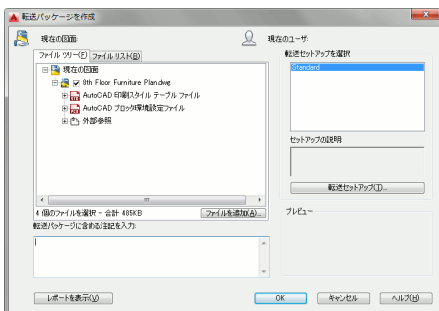 転送パッケージを作成
現在の図面:
現在のユーザ:
ファイル ツリー(F)
ファイル リスト(B)
現在の図面
8th Floor Furniture Plan.dwg
AutoCAD 印刷スタイル テーブル ファイル
AutoCAD プロッタ環境設定ファイル
外部参照
4 個のファイルを選択 - 合計 485KB
ファイルを追加(A)...
転送パッケージに含める注記を入力:
転送セットアップを選択
Standard
セットアップの説明
転送セットアップ(T)...
プレビュー
レポートを表示(V)
OK
キャンセル
ヘルプ(H)